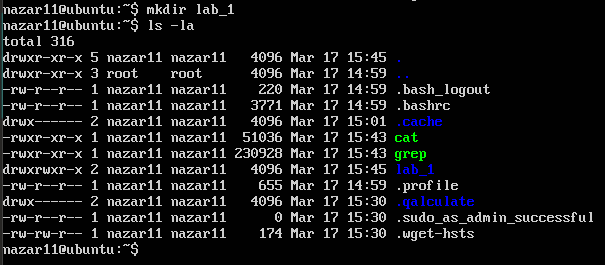 nazar11@ubuntu:~$ mkdir lab_1
nazar11@ubuntu:~$ ls -la
total 316
drwxr-xr-x 5 nazar11 nazar11   4096 Mar 17 15:45 .
drwxr-xr-x 3 root    root      4096 Mar 17 14:59 ..
-rw-r--r-- 1 nazar11 nazar11    220 Mar 17 14:59 .bash_logout
-rw-r--r-- 1 nazar11 nazar11   3771 Mar 17 14:59 .bashrc
drwx------ 2 nazar11 nazar11   4096 Mar 17 15:01 .cache
-rwxr-xr-x 1 nazar11 nazar11  51036 Mar 17 15:43 cat
-rwxr-xr-x 1 nazar11 nazar11 230928 Mar 17 15:43 grep
drwxrwxr-x 2 nazar11 nazar11   4096 Mar 17 15:45 lab_1
-rw-r--r-- 1 nazar11 nazar11    655 Mar 17 14:59 .profile
drwx------ 2 nazar11 nazar11   4096 Mar 17 15:30 .qalculate
-rw-r--r-- 1 nazar11 nazar11      0 Mar 17 15:30 .sudo_as_admin_successful
-rw-rw-r-- 1 nazar11 nazar11    174 Mar 17 15:30 .wget-hsts
nazar11@ubuntu:~$